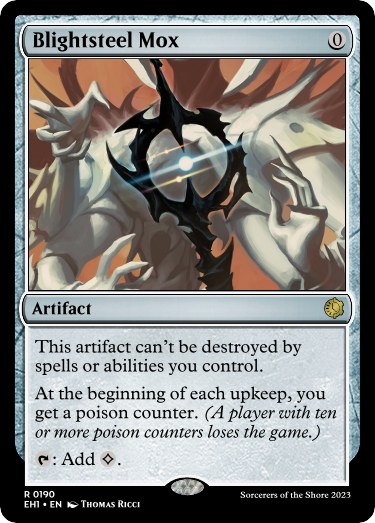 Blightsteel Mox 0
Artifact
This artifact can't be destroyed by
spells or abilities you control.
At the beginning of each upkeep, you
get a poison counter. (A player with ten
or more poison counters loses the game.)
: Add .
R 0190
EH1 • EN Thomas Ricci
Sorcerers of the Shore 2023